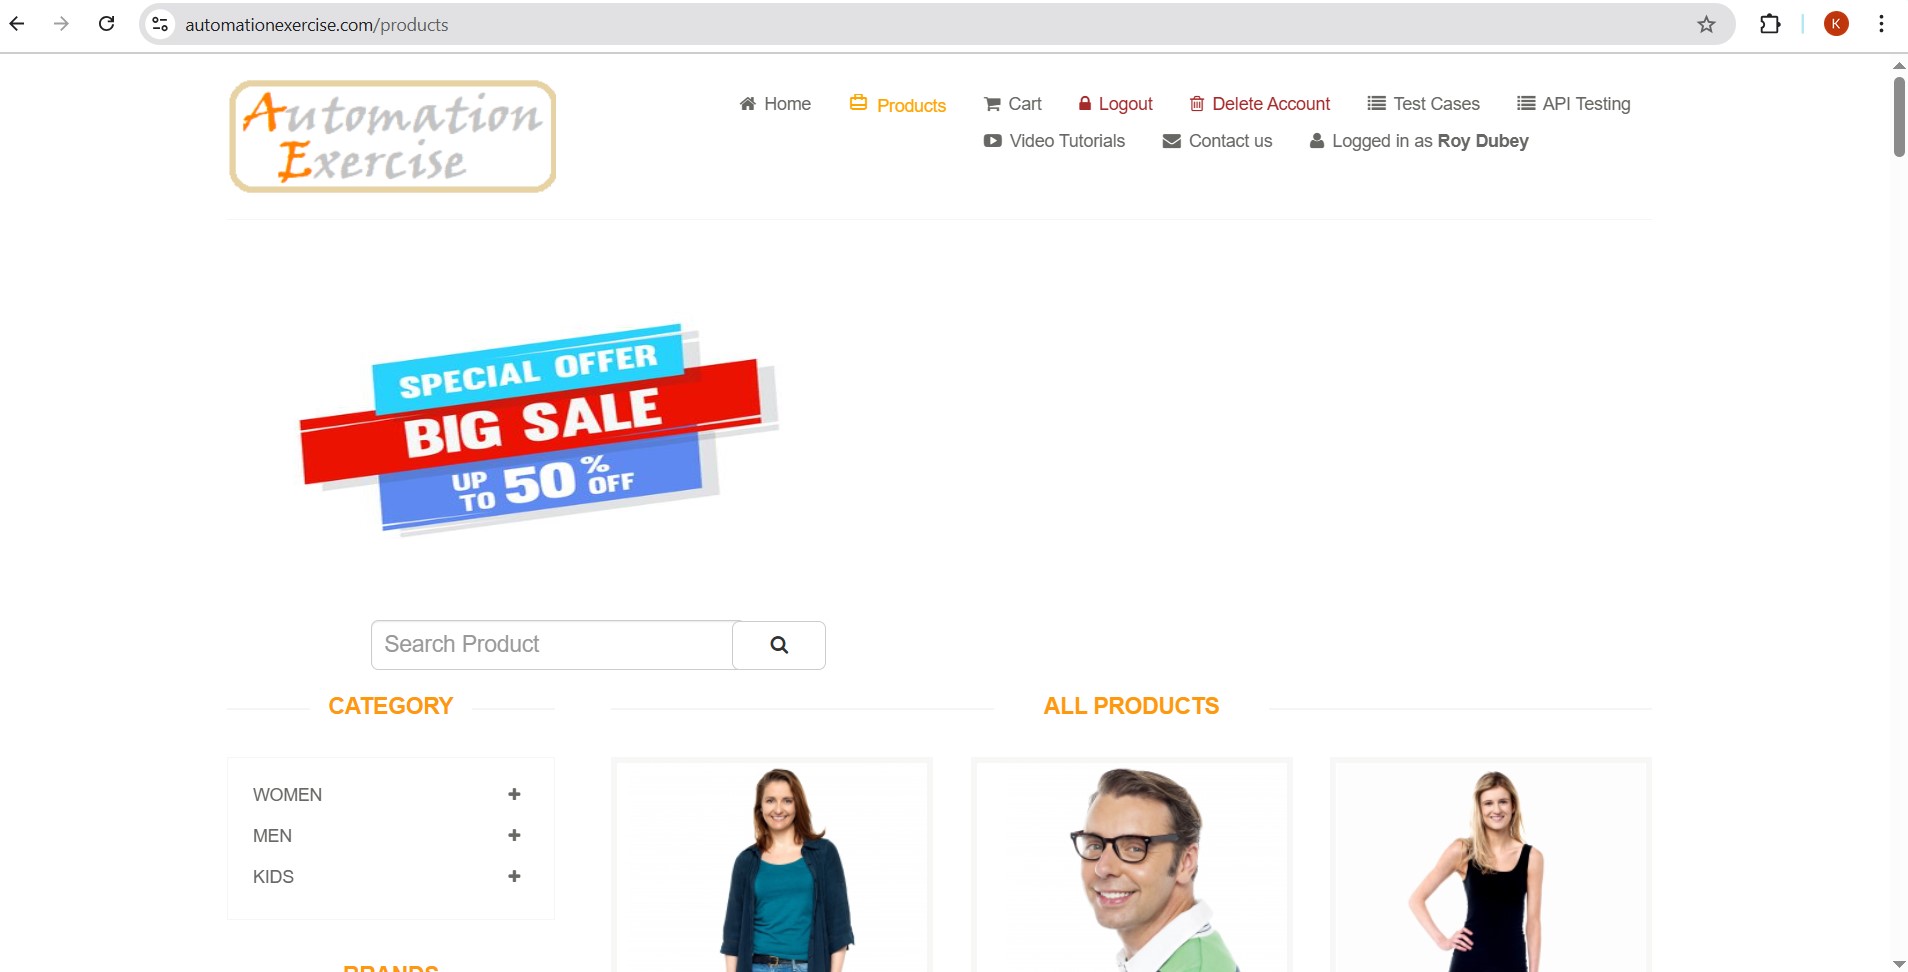 automationexercise.com/products
K
Automation
Exercise
Home Products Cart Logout Delete Account Test Cases API Testing
Video Tutorials Contact us Logged in as Roy Dubey
SPECIAL OFFER
BIG SALE
UP TO 50% OFF
Search Product
CATEGORY
ALL PRODUCTS
WOMEN
MEN
KIDS
BRANDS